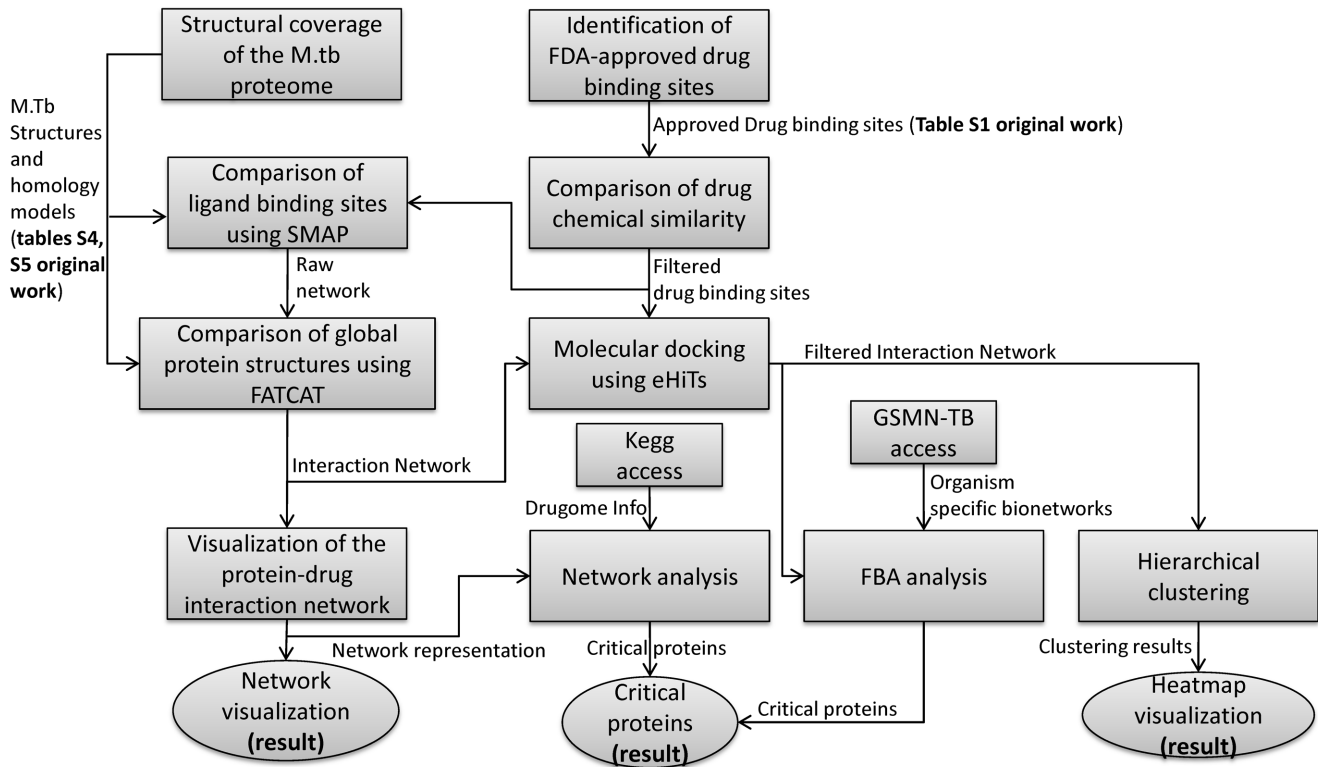 Structural coverage
of the M.tb
proteome
Identification of
FDA-approved drug
binding sites
M.Tb
Structures
and
homology
models
(tables S4,
S5 original
work)
Approved Drug binding sites (Table S1 original work)
Comparison of
ligand binding sites
using SMAP
Comparison of drug
chemical similarity
Raw
network
Filtered
drug binding sites
Comparison of global
protein structures using
FATCAT
Molecular docking
using eHiTs
Filtered Interaction Network
Kegg
access
GSMN-TB
access
Interaction Network
Drugome Info
Organism
specific bionetworks
Visualization of the
protein-drug
interaction network
Network analysis
FBA analysis
Hierarchical
clustering
Network representation
Critical proteins
Clustering results
Network
visualization
(result)
Critical
proteins
(result)
Critical proteins
Heatmap
visualization
(result)